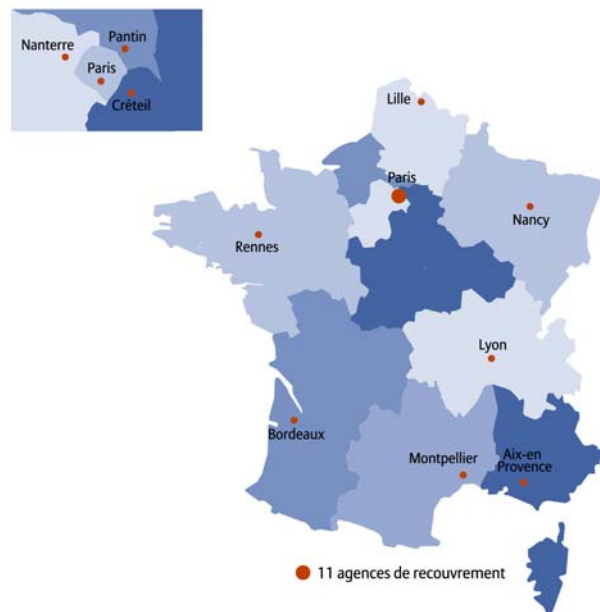 Pantin
Nanterre
Paris
Créteil
Lille
Paris
Nancy
Rennes
Lyon
Bordeaux
Montpellier
Aix-en
Provence
11 agences de recouvrement